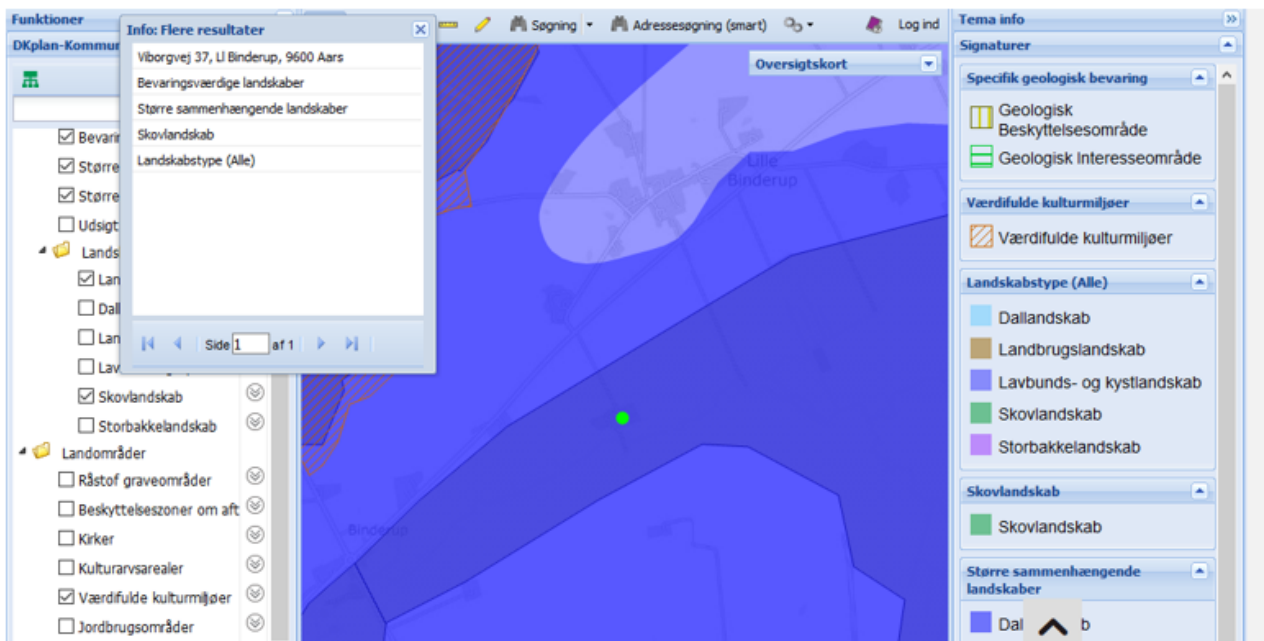 Funktioner
DKplan-Kommun
Bevarin
Større
Større
Udsigt
Lands
Lan
Dal
Lan
Lav
Skovlandskab
Storbakkelandskab
Landområder
Råstof graveområder
Beskyttelseszoner om aft
Kirker
Kulturarvsarealer
Værdifulde kulturmiljøer
Jordbrugsområder
Info: Flere resultater
Viborgvej 37, Ll Binderup, 9600 Aars
Bevaringsværdige landskaber
Større sammenhængende landskaber
Skovlandskab
Landskabstype (Alle)
Side 1 af 1
Søgning
Adressesøgning (smart)
Log ind
Oversigtskort
Lille
Binderup
Binderup
Tema info
Signaturer
Specifik geologisk bevaring
Geologisk
Beskyttelsesområde
Geologisk Interesseområde
Værdifulde kulturmiljøer
Værdifulde kulturmiljøer
Landskabstype (Alle)
Dallandskab
Landbrugslandskab
Lavbunds- og kystlandskab
Skovlandskab
Storbakkelandskab
Skovlandskab
Skovlandskab
Større sammenhængende
landskaber
Dal b